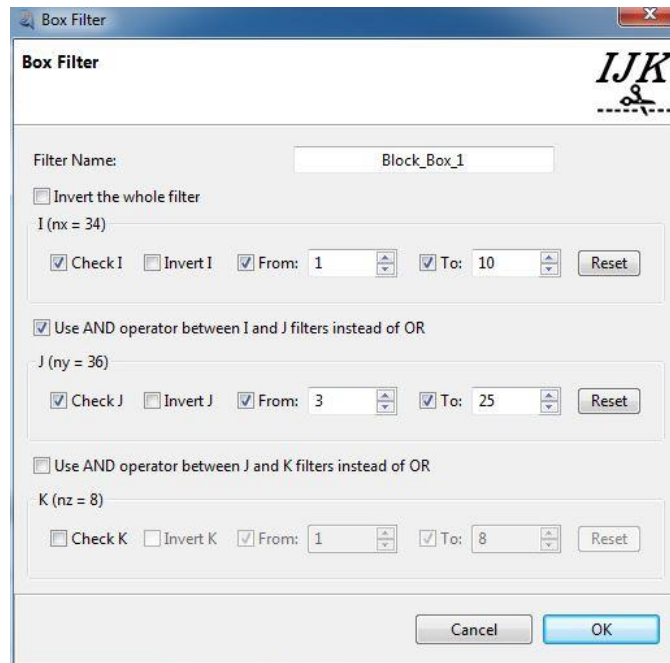 Box Filter
Box Filter
IJK
Filter Name: Block_Box_1
Invert the whole filter
I (nx = 34)
Check I Invert I From: 1 To: 10 Reset
Use AND operator between I and J filters instead of OR
J (ny = 36)
Check J Invert J From: 3 To: 25 Reset
Use AND operator between J and K filters instead of OR
K (nz = 8)
Check K Invert K From: 1 To: 8 Reset
Cancel OK